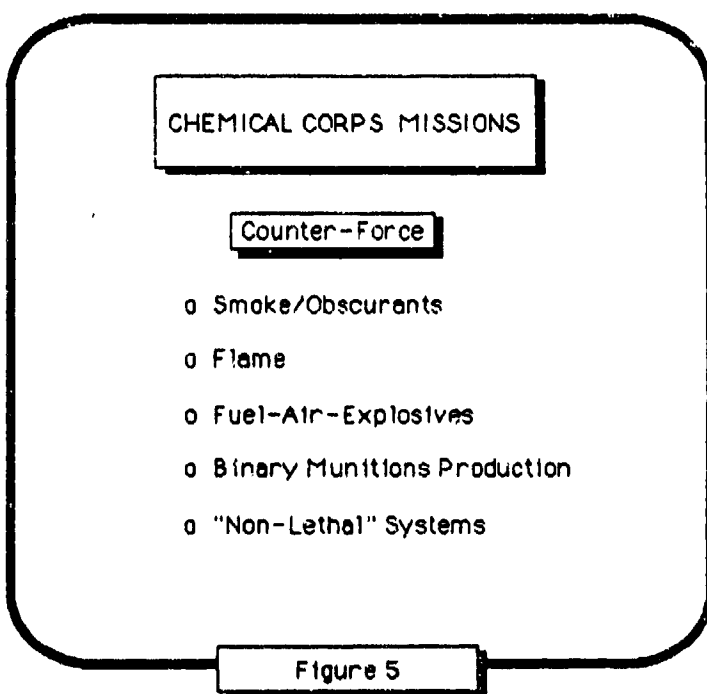 CHEMICAL CORPS MISSIONS
Counter-Force
o Smoke/Obscurants
o Flame
o Fuel-Air-Explosives
o Binary Munitions Production
o "Non-Lethal" Systems
Figure 5